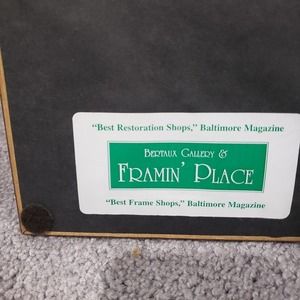 “Best Restoration Shops,” Baltimore Magazine
Bertaux Gallery &
Framin' Place
“Best Frame Shops,” Baltimore Magazine